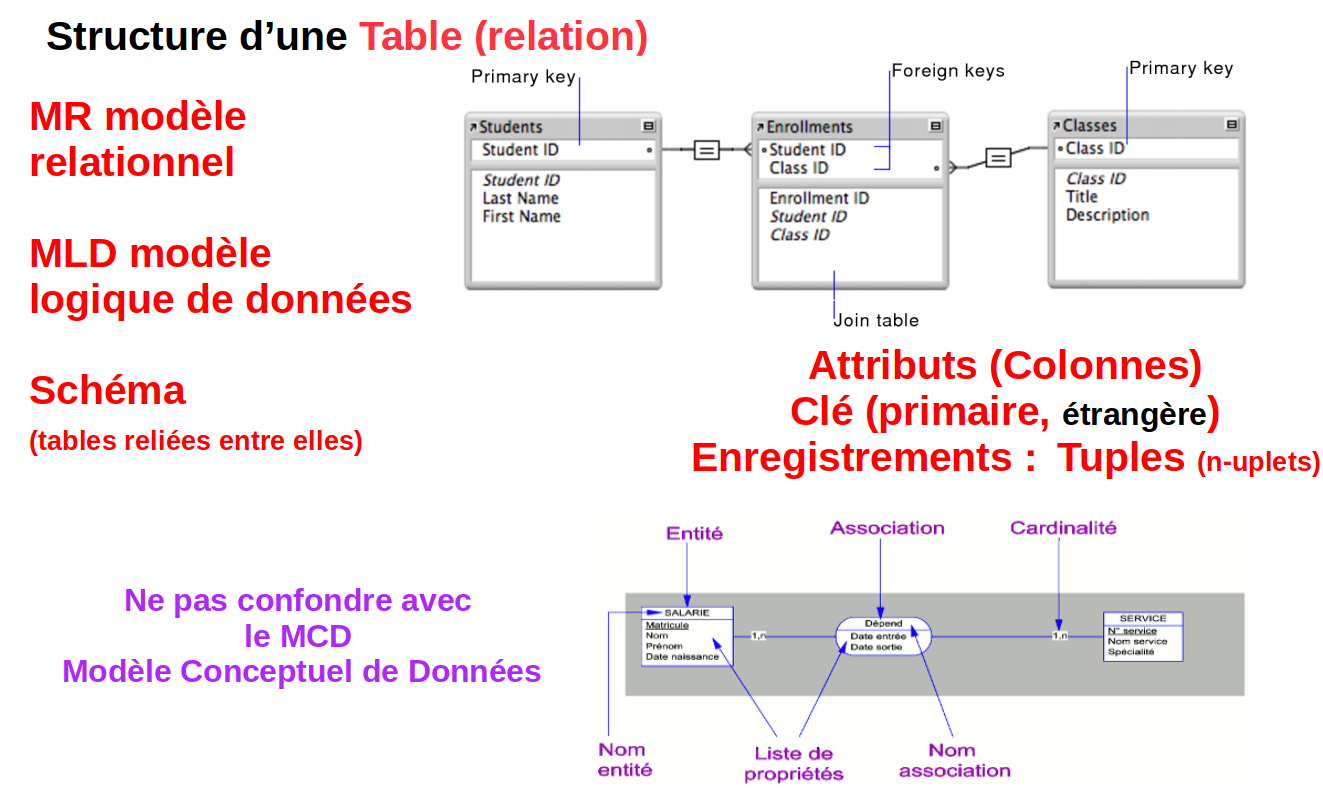 Structure d’une Table (relation)
MR modèle
relationnel
MLD modèle
logique de données
Schéma
(tables reliées entre elles)
Primary key
Foreign keys
Primary key
Students
Student ID
Student ID
Last Name
First Name
Enrollments
Student ID
Class ID
Enrollment ID
Student ID
Class ID
Classes
Class ID
Class ID
Title
Description
Join table
Attributs (Colonnes)
Clé (primaire, étrangère)
Enregistrements : Tuples (n-uplets)
Ne pas confondre avec
le MCD
Modèle Conceptuel de Données
Entité
Association
Cardinalité
SALARIE
Matricule
Nom
Prénom
Date naissance
1,n
Dépend
Date entrée
Date sortie
1,n
SERVICE
N° service
Nom service
Spécialité
Nom
entité
Liste de
propriétés
Nom
association